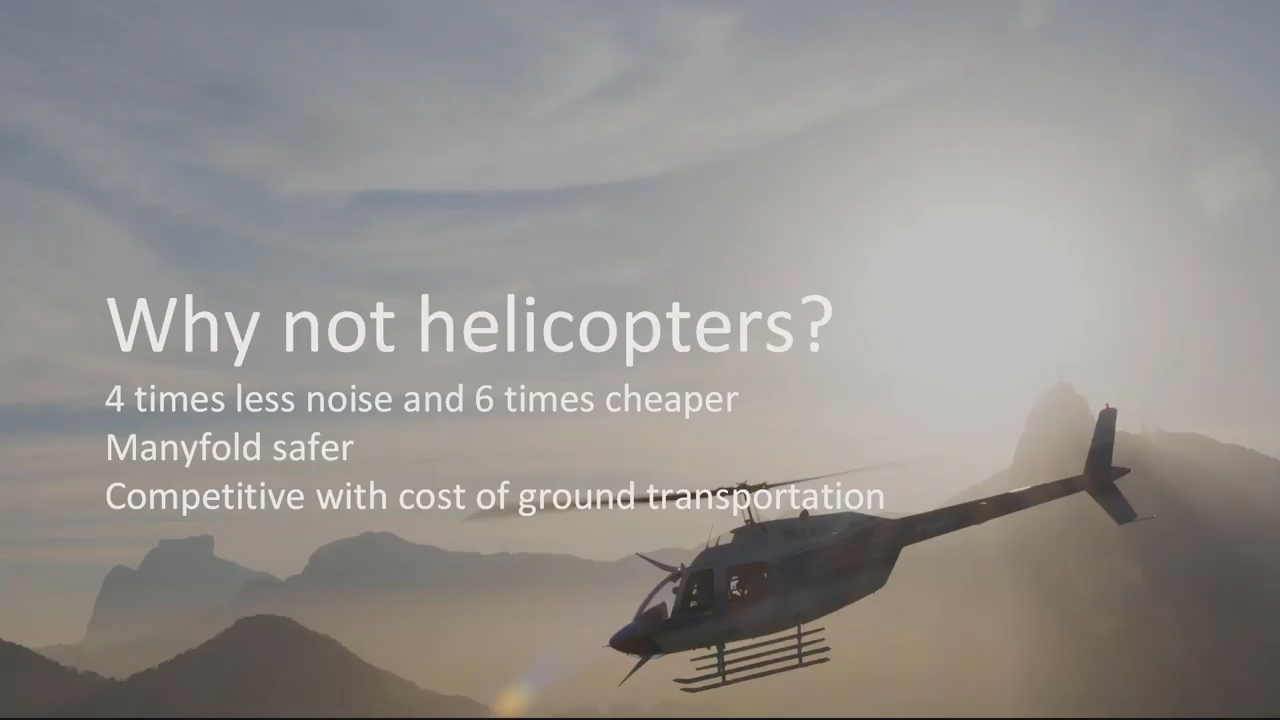 Why not helicopters?
4 times less noise and 6 times cheaper
Manyfold safer
Competitive with cost of ground transportation